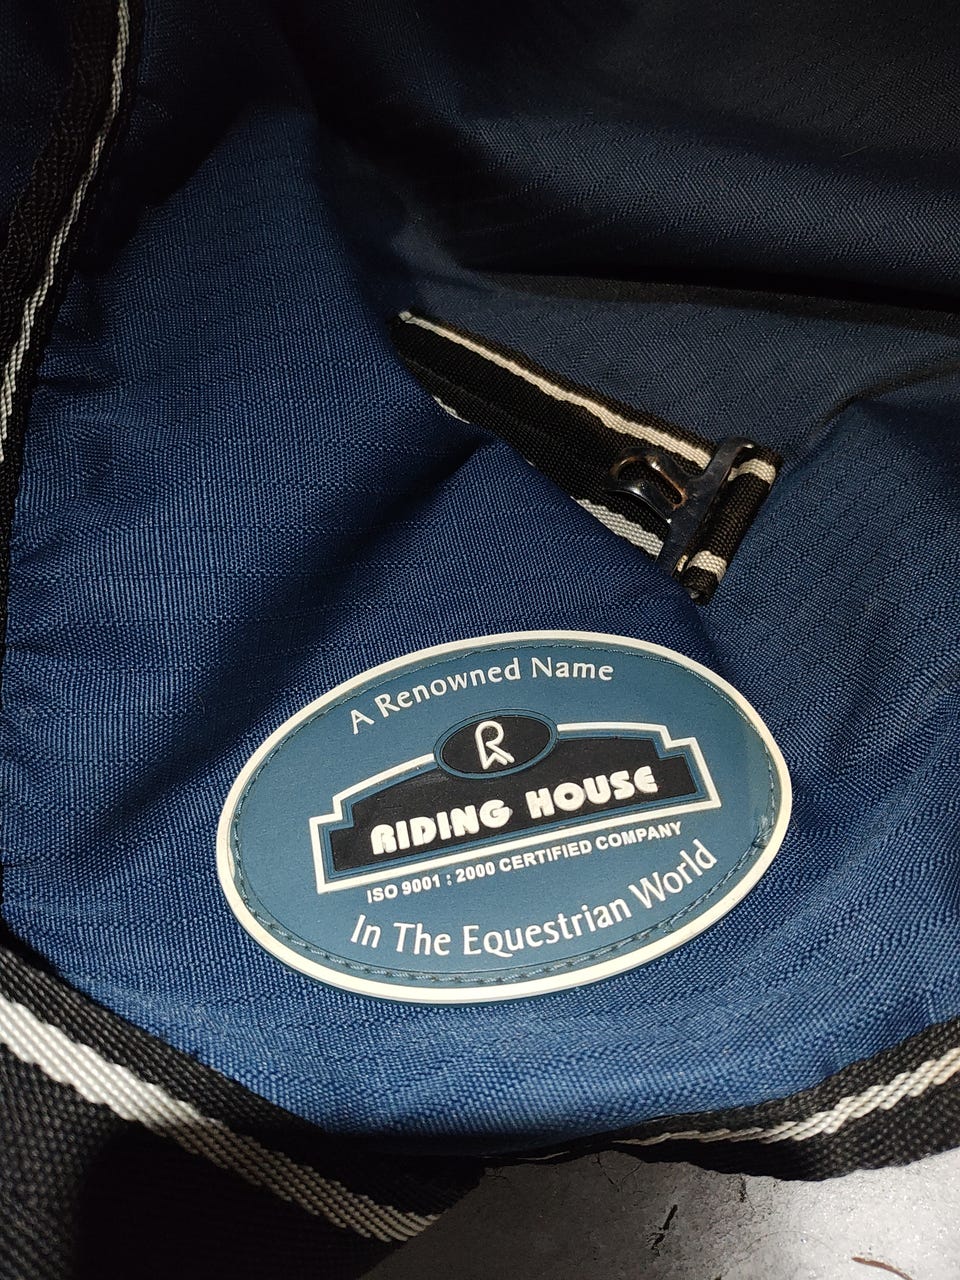 A Renowned Name
R
RIDING HOUSE
ISO 9001 : 2000 CERTIFIED COMPANY
In The Equestrian World